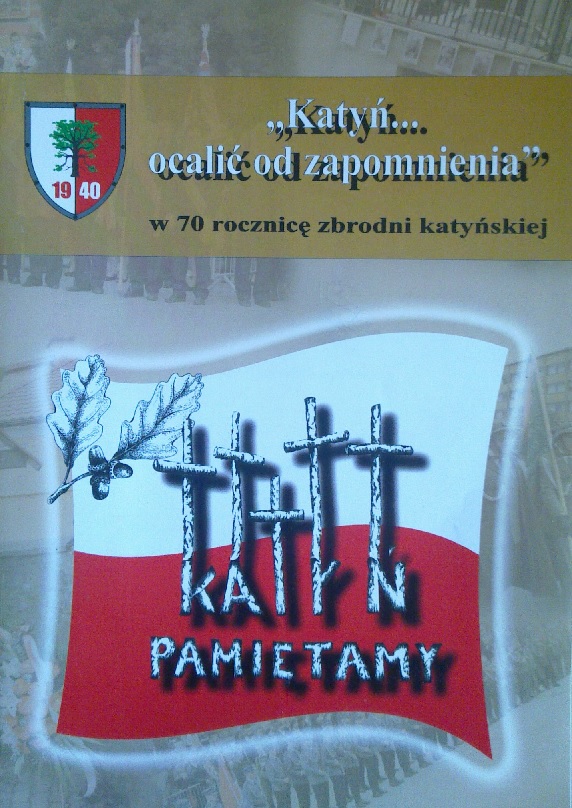 „Katyń...
ocalić od zapomnienia”
w 70 rocznicę zbrodni katyńskiej
19 40
KATYŃ
PAMIĘTAMY